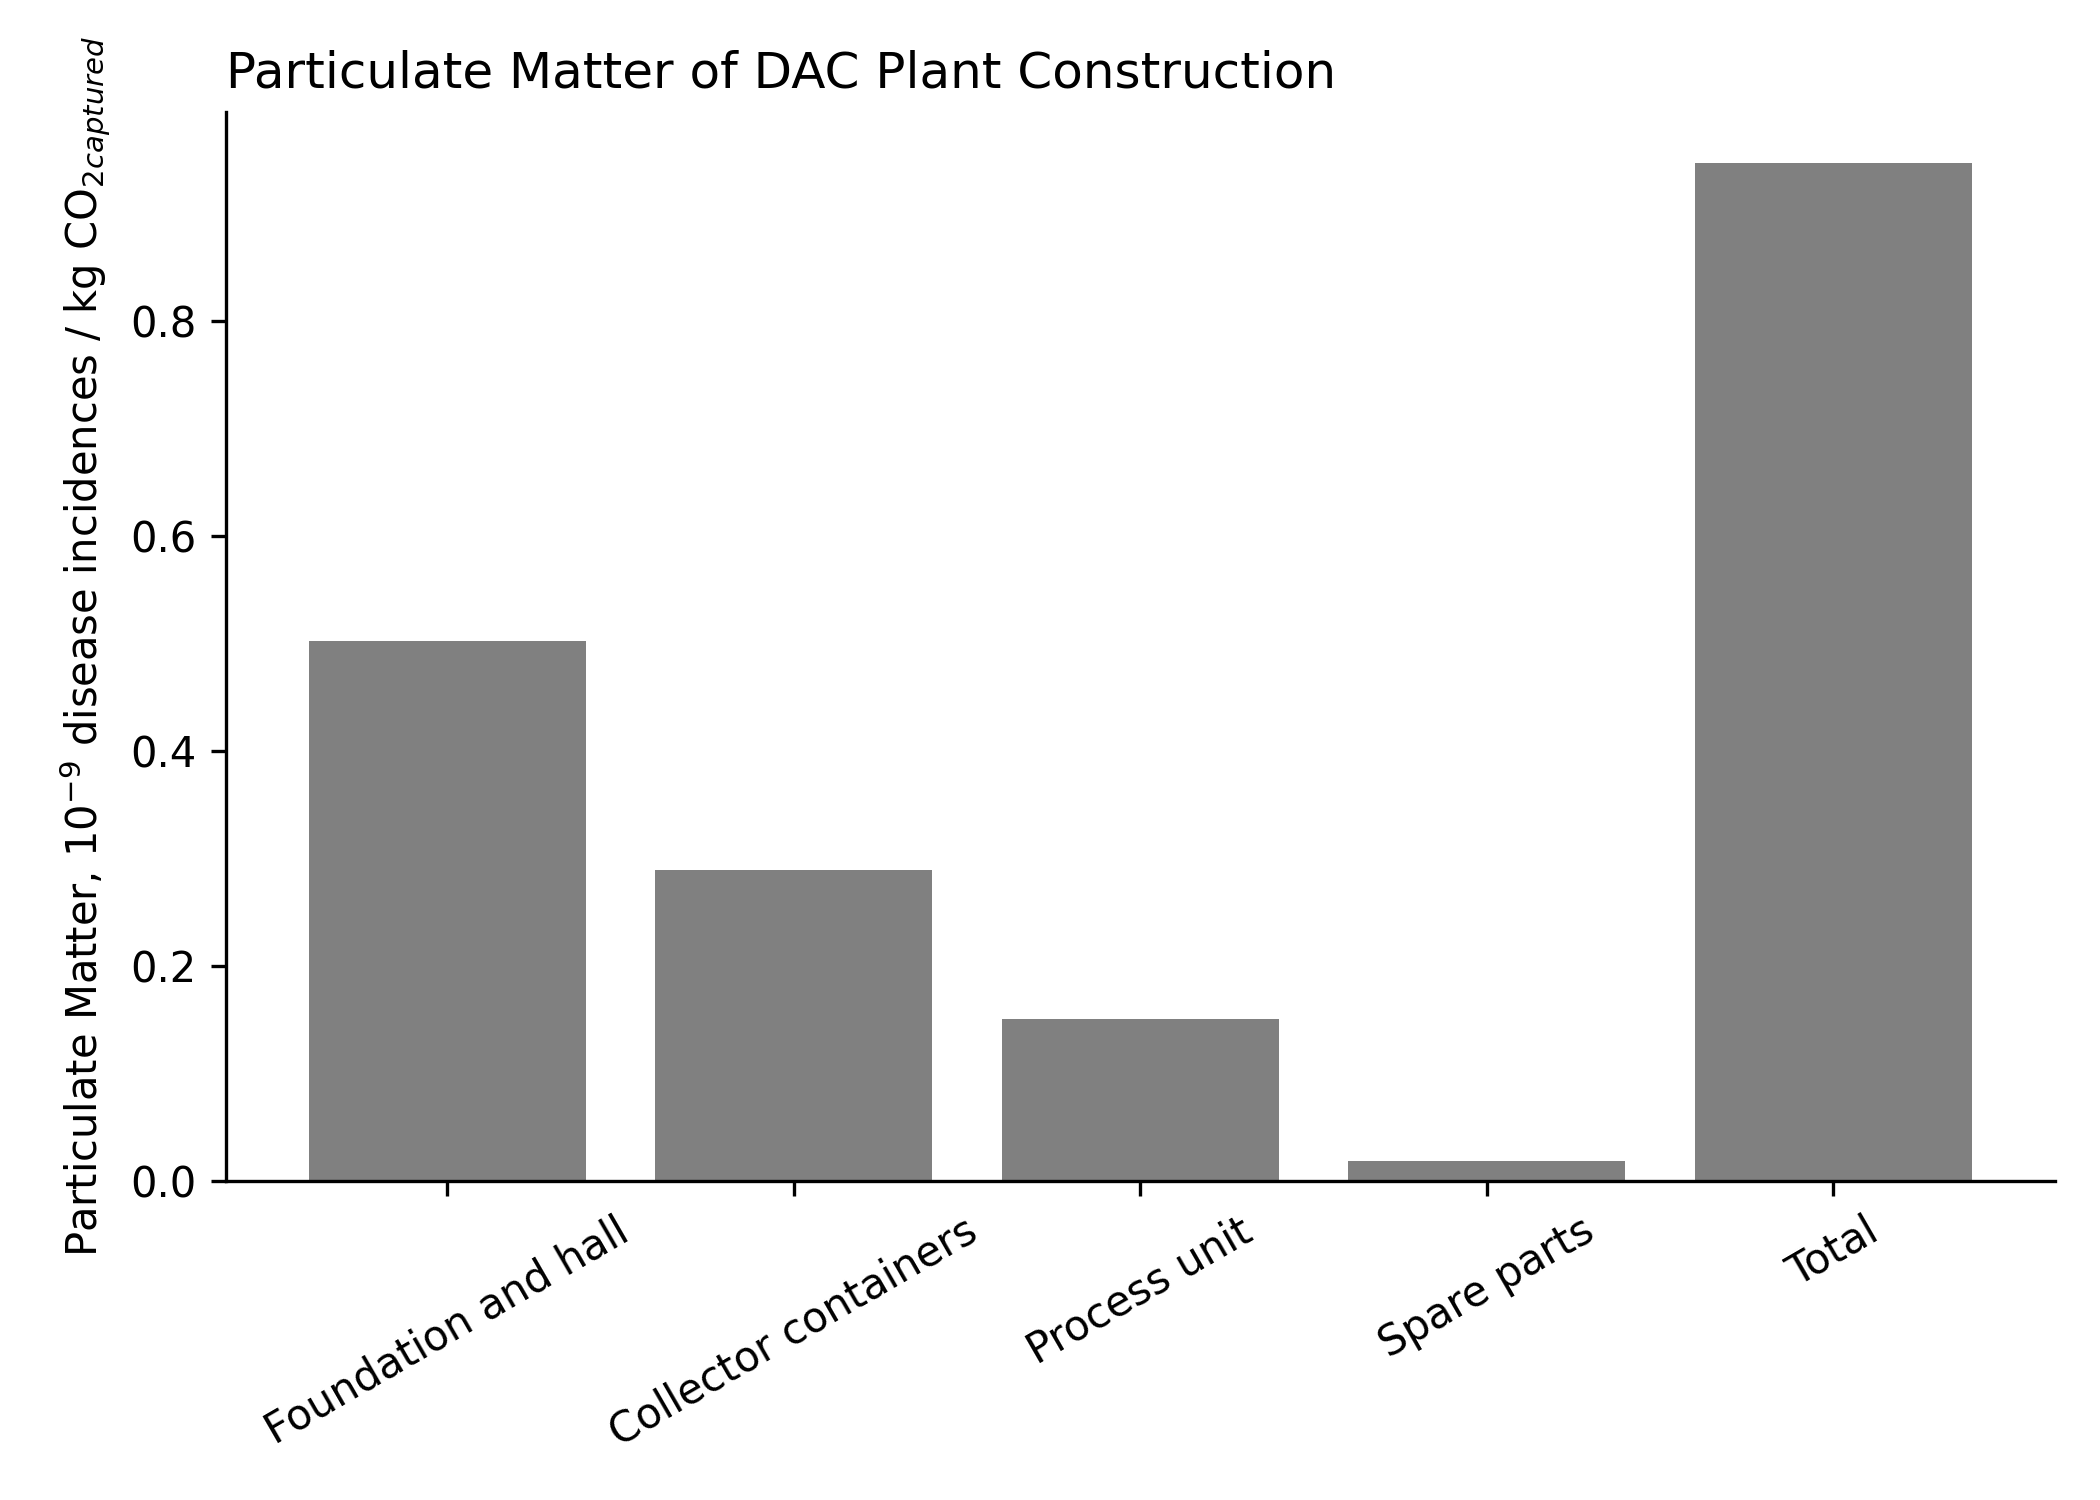 Particulate Matter of DAC Plant Construction
Particulate Matter, 10⁻⁹ disease incidences / kg CO₂captured
0.8
0.6
0.4
0.2
0.0
Foundation and hall
Collector containers
Process unit
Spare parts
Total